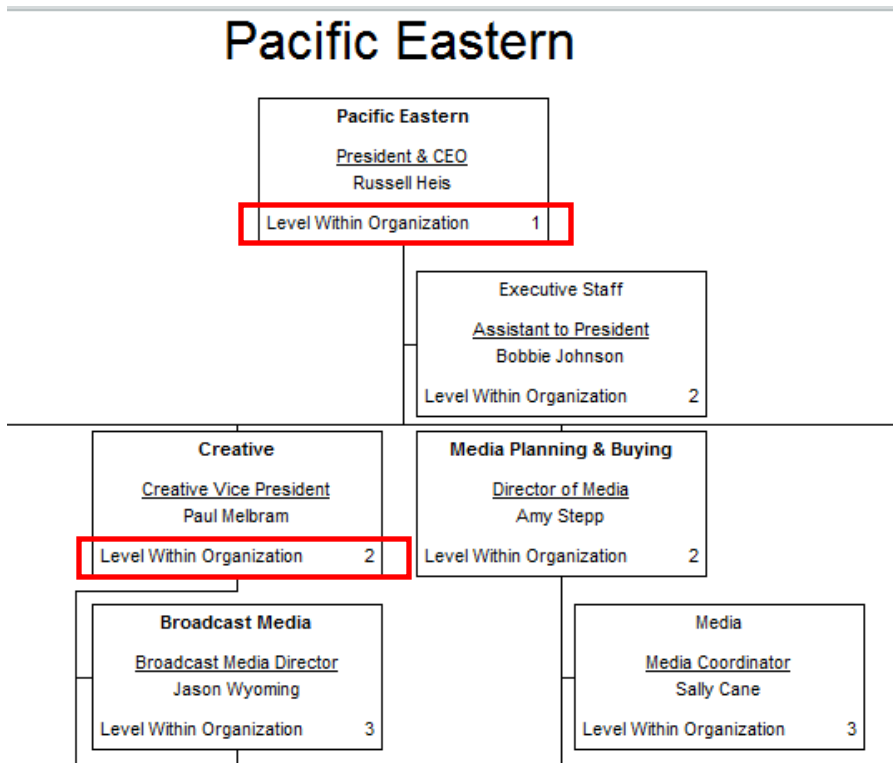 Pacific Eastern
Pacific Eastern
President & CEO
Russell Heis
Level Within Organization 1
Executive Staff
Assistant to President
Bobbie Johnson
Level Within Organization 2
Creative
Creative Vice President
Paul Melbram
Level Within Organization 2
Media Planning & Buying
Director of Media
Amy Stepp
Level Within Organization 2
Broadcast Media
Broadcast Media Director
Jason Wyoming
Level Within Organization 3
Media
Media Coordinator
Sally Cane
Level Within Organization 3